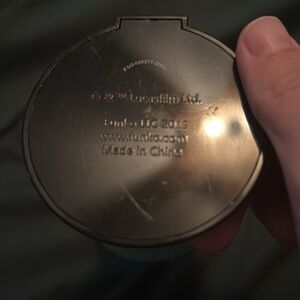 © & ™ Lucasfilm Ltd.
Funko LLC 2015
www.funko.com
Made in China